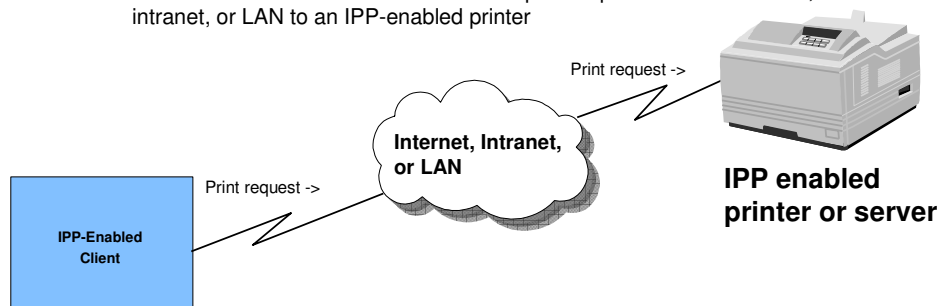 intranet, or LAN to an IPP-enabled printer
Print request ->
Internet, Intranet,
or LAN
IPP enabled
printer or server
Print request ->
IPP-Enabled
Client